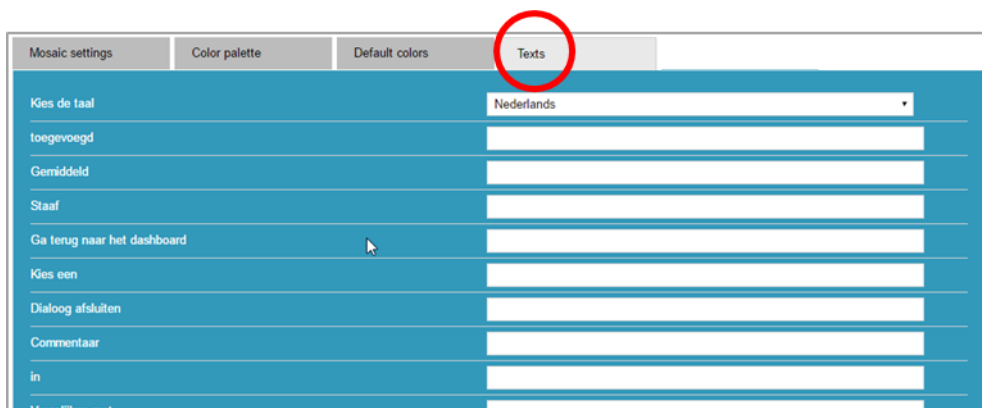 Mosaic settings Color palette Default colors Texts
Kies de taal Nederlands
toegevoegd
Gemiddeld
Staaf
Ga terug naar het dashboard
Kies een
Dialoog afsluiten
Commentaar
in